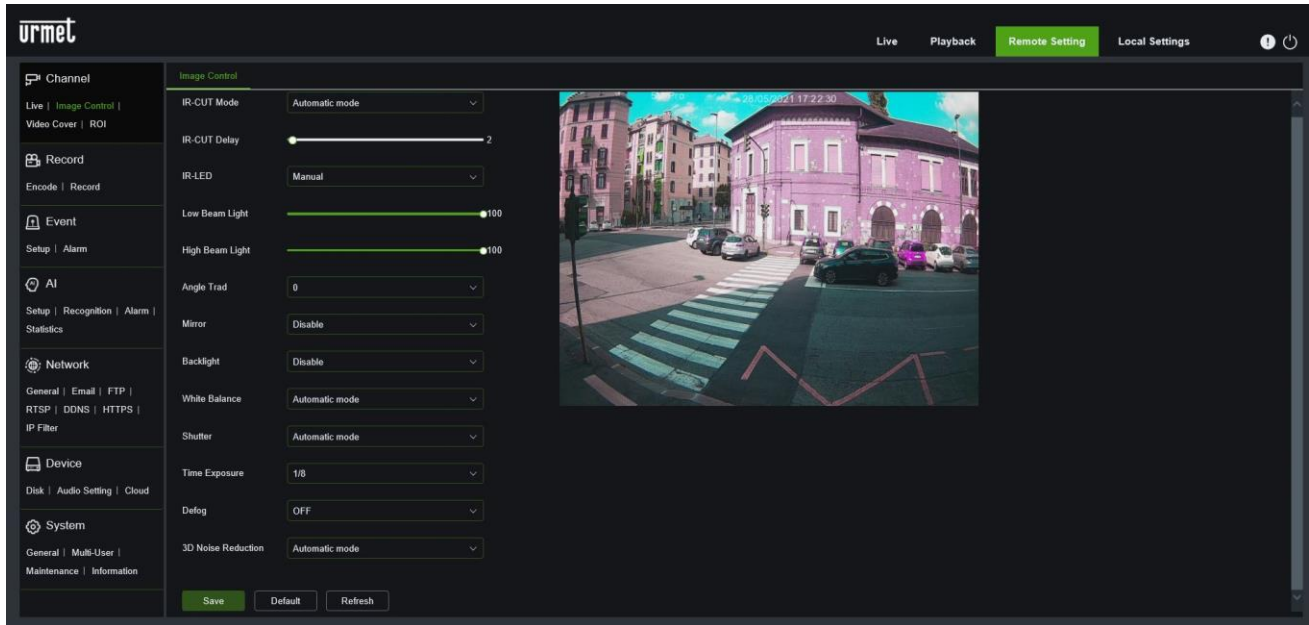 urmet
Live Playback Remote Setting Local Settings
Channel
Live | Image Control |
Video Cover | ROI
Record
Encode | Record
Event
Setup | Alarm
AI
Setup | Recognition | Alarm |
Statistics
Network
General | Email | FTP |
RTSP | DDNS | HTTPS |
IP Filter
Device
Disk | Audio Setting | Cloud
System
General | Multi-User |
Maintenance | Information
Image Control
IR-CUT Mode Automatic mode
IR-CUT Delay 2
IR-LED Manual
Low Beam Light 100
High Beam Light 100
Angle Trad 0
Mirror Disable
Backlight Disable
White Balance Automatic mode
Shutter Automatic mode
Time Exposure 1/8
Defog OFF
3D Noise Reduction Automatic mode
Save Default Refresh
28/05/2021 17:22:30